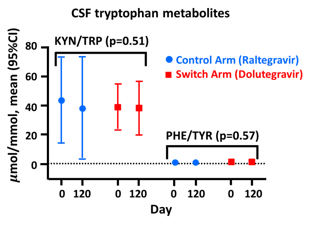 CSF tryptophan metabolites
KYN/TRP (p=0.51)
Control Arm (Raltegravir)
Switch Arm (Dolutegravir)
PHE/TYR (p=0.57)
μmol/mmol, mean (95%CI)
80
60
40
20
0
0 120 0 120 0 120 0 120
Day